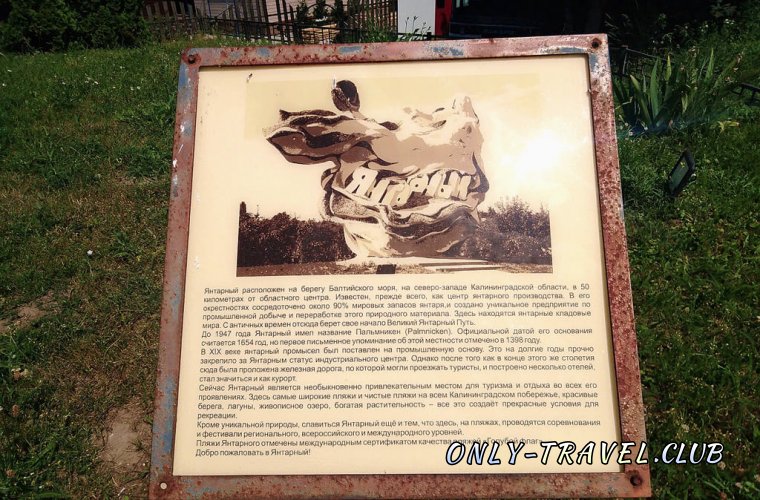 Янтарный
Янтарный расположен на берегу Балтийского моря, на северо-западе Калининградской области, в 50
километрах от областного центра. Известен, прежде всего, как центр янтарного производства. В его
окрестностях сосредоточено около 90% мировых запасов янтаря,и создано уникальное предприятие по
промышленной добыче и переработке этого природного материала. Здесь находятся янтарные кладовые
мира. С античных времен отсюда берет свое начало Великий Янтарный Путь.
До 1947 года Янтарный имел название Пальмникен (Palmnicken). Официальной датой его основания
считается 1654 год, но первое письменное упоминание об этой местности отмечено в 1398 году.
В XIX веке янтарный промысел был поставлен на промышленную основу. Это на долгие годы прочно
закрепило за Янтарным статус индустриального центра. Однако после того как в конце этого же столетия
сюда была проложена железная дорога, по которой могли проезжать туристы, и построено несколько отелей,
стал значиться и как курорт.
Сейчас Янтарный является необыкновенно привлекательным местом для туризма и отдыха во всех его
проявлениях. Здесь самые широкие пляжи и чистые пляжи на всем Калининградском побережье, красивые
берега, лагуны, живописное озеро, богатая растительность – все это создаёт прекрасные условия для
рекреации.
Кроме уникальной природы, славиться Янтарный ещё и тем, что здесь, на пляжах, проводятся соревнования
и фестивали регионального, всероссийского и международного уровней.
Пляжи Янтарного отмечены международным сертификатом качества пляжей «Голубой флаг»
Добро пожаловать в Янтарный!
ONLY-TRAVEL.CLUB